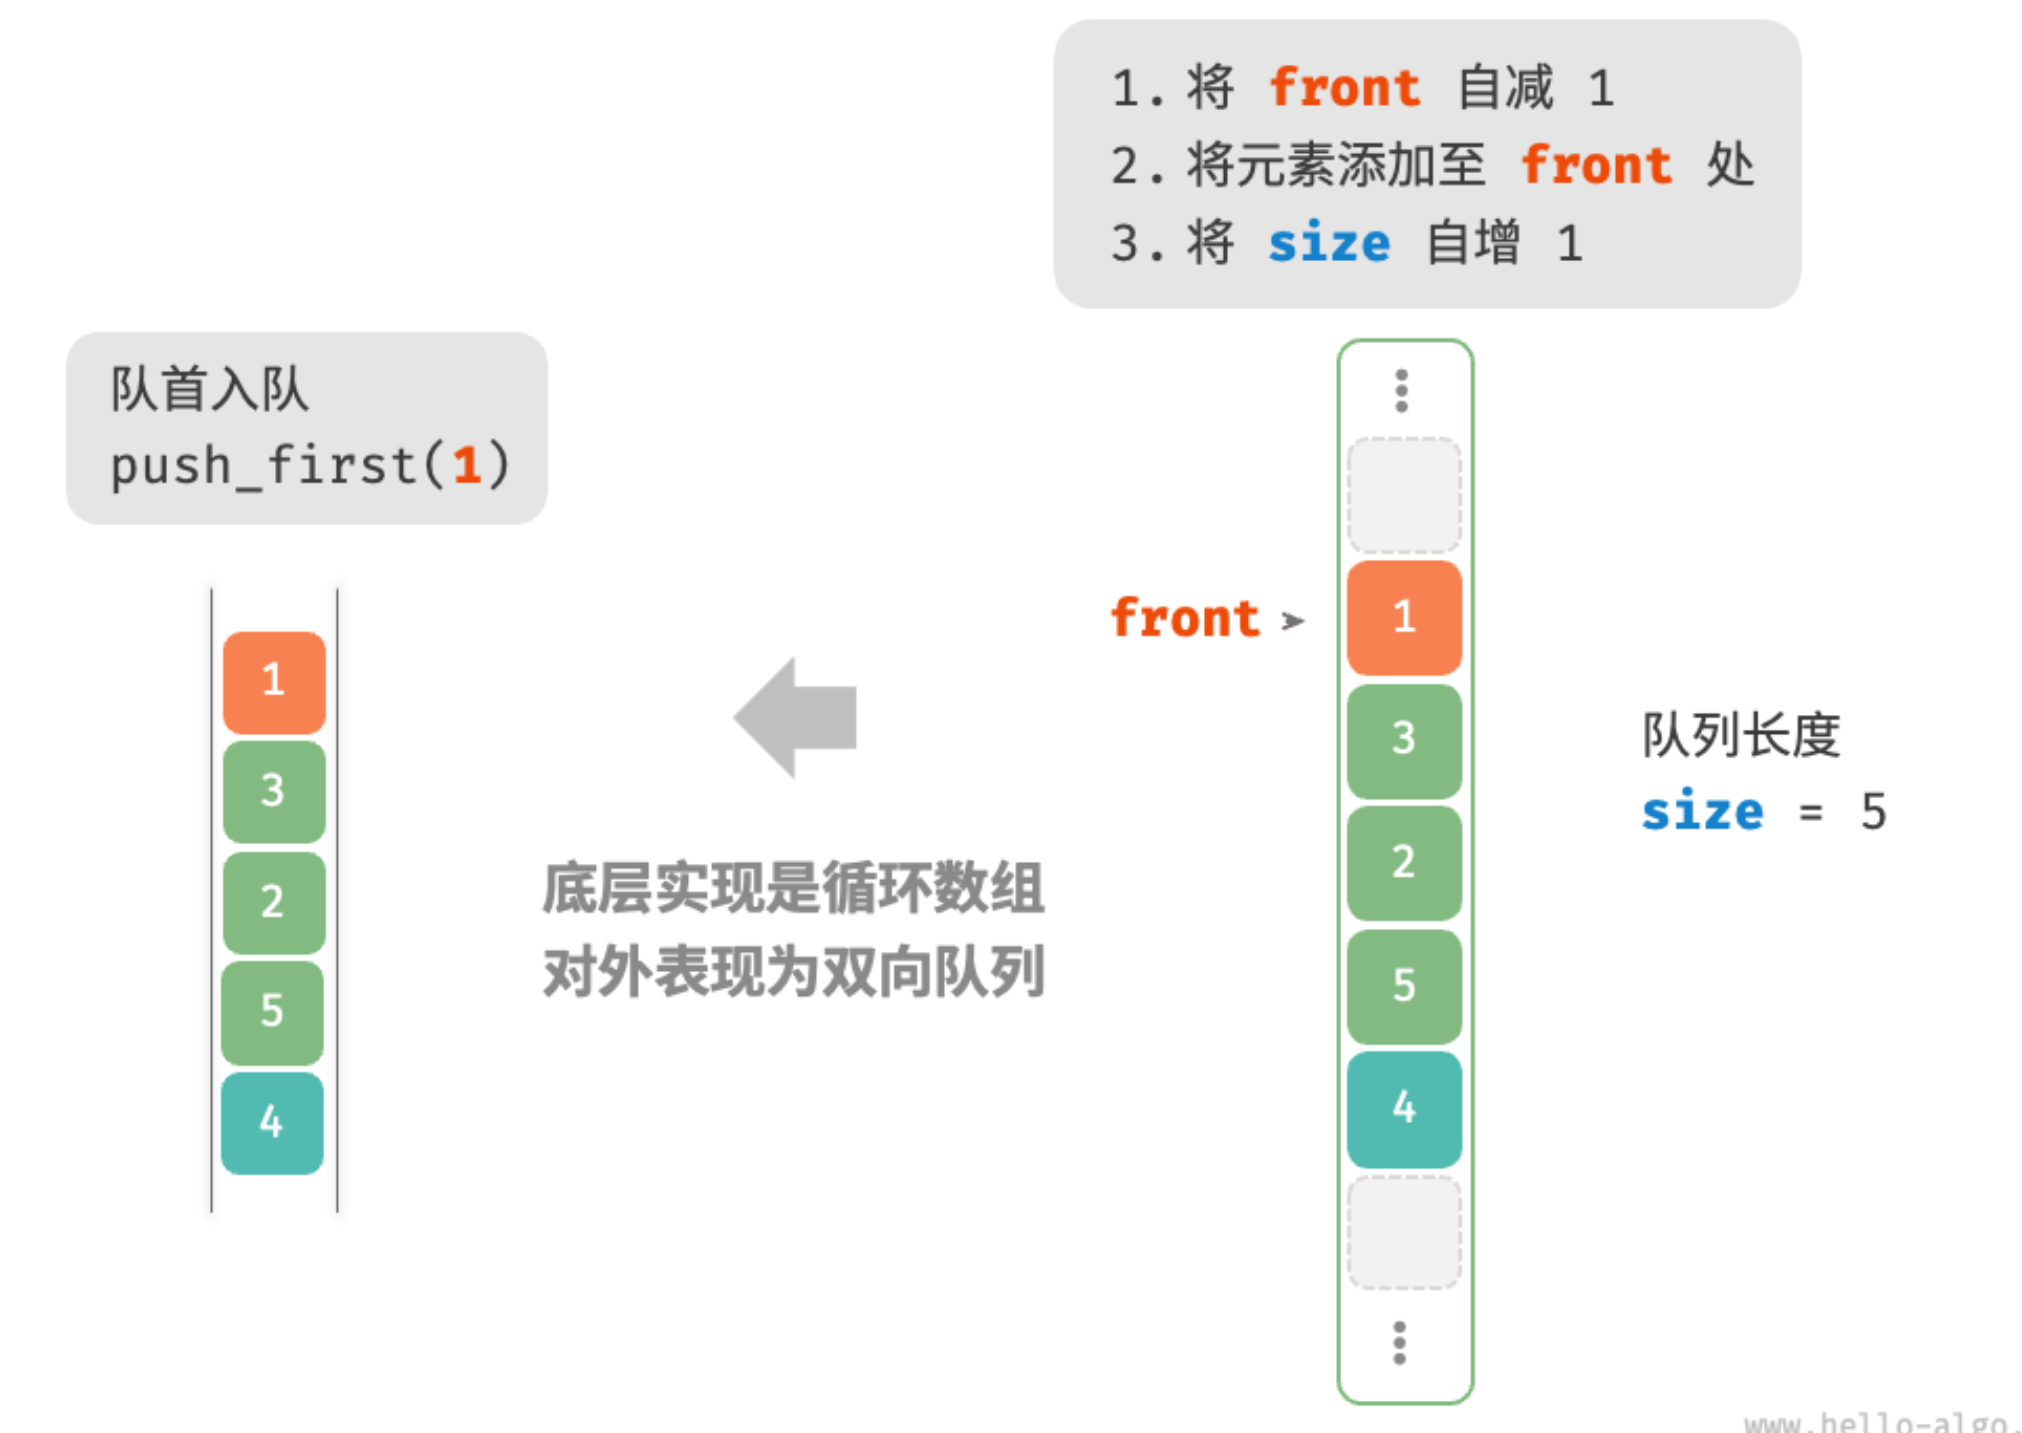 1. 将 front 自减 1
2. 将元素添加至 front 处
3. 将 size 自增 1
队首入队
push_first(1)
1
3
2
5
4
底层实现是循环数组
对外表现为双向队列
front ➤ 1
3
2
5
4
队列长度
size = 5
www.hello-algo.